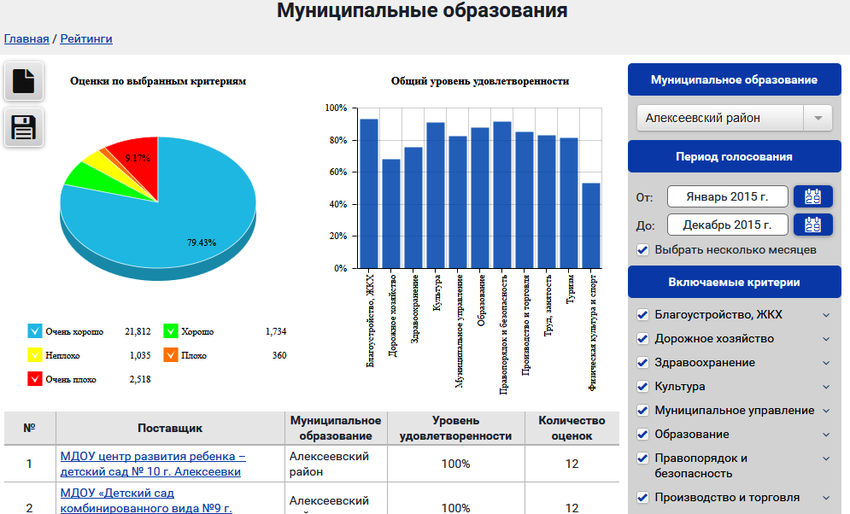 Муниципальные образования
Главная / Рейтинги
Оценки по выбранным критериям
9.17%
79.43%
Очень хорошо 21,812 Хорошо 1,734
Неплохо 1,035 Плохо 360
Очень плохо 2,518
Общий уровень удовлетворенности
100%
80%
60%
40%
20%
0%
Благоустройство, ЖКХ
Дорожное хозяйство
Здравоохранение
Культура
Муниципальное управление
Образование
Правопорядок и безопасность
Производство и торговля
Труд, занятость
Туризм
Физическая культура и спорт
№ Поставщик Муниципальное образование Уровень удовлетворенности Количество оценок
1 МДОУ центр развития ребенка – Алексеевский 100% 12
детский сад № 10 г. Алексеевки район
2 МДОУ «Детский сад Алексеевский 100% 12
комбинированного вида №9 г.
Муниципальное образование
Алексеевский район
Период голосования
От: Январь 2015 г.
До: Декабрь 2015 г.
Выбрать несколько месяцев
Включаемые критерии
Благоустройство, ЖКХ
Дорожное хозяйство
Здравоохранение
Культура
Муниципальное управление
Образование
Правопорядок и
безопасность
Производство и торговля